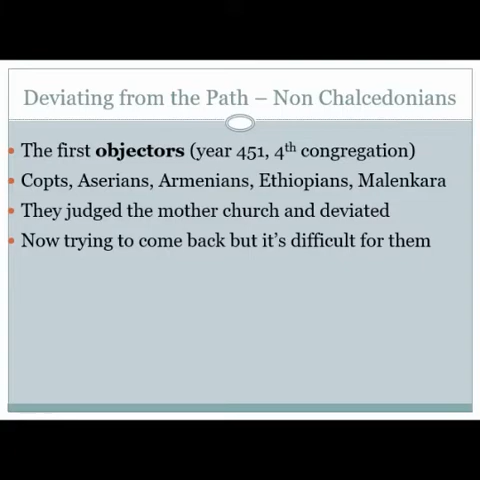 Deviating from the Path – Non Chalcedonians
• The first objectors (year 451, 4th congregation)
• Copts, Aserians, Armenians, Ethiopians, Malenkara
• They judged the mother church and deviated
• Now trying to come back but it's difficult for them